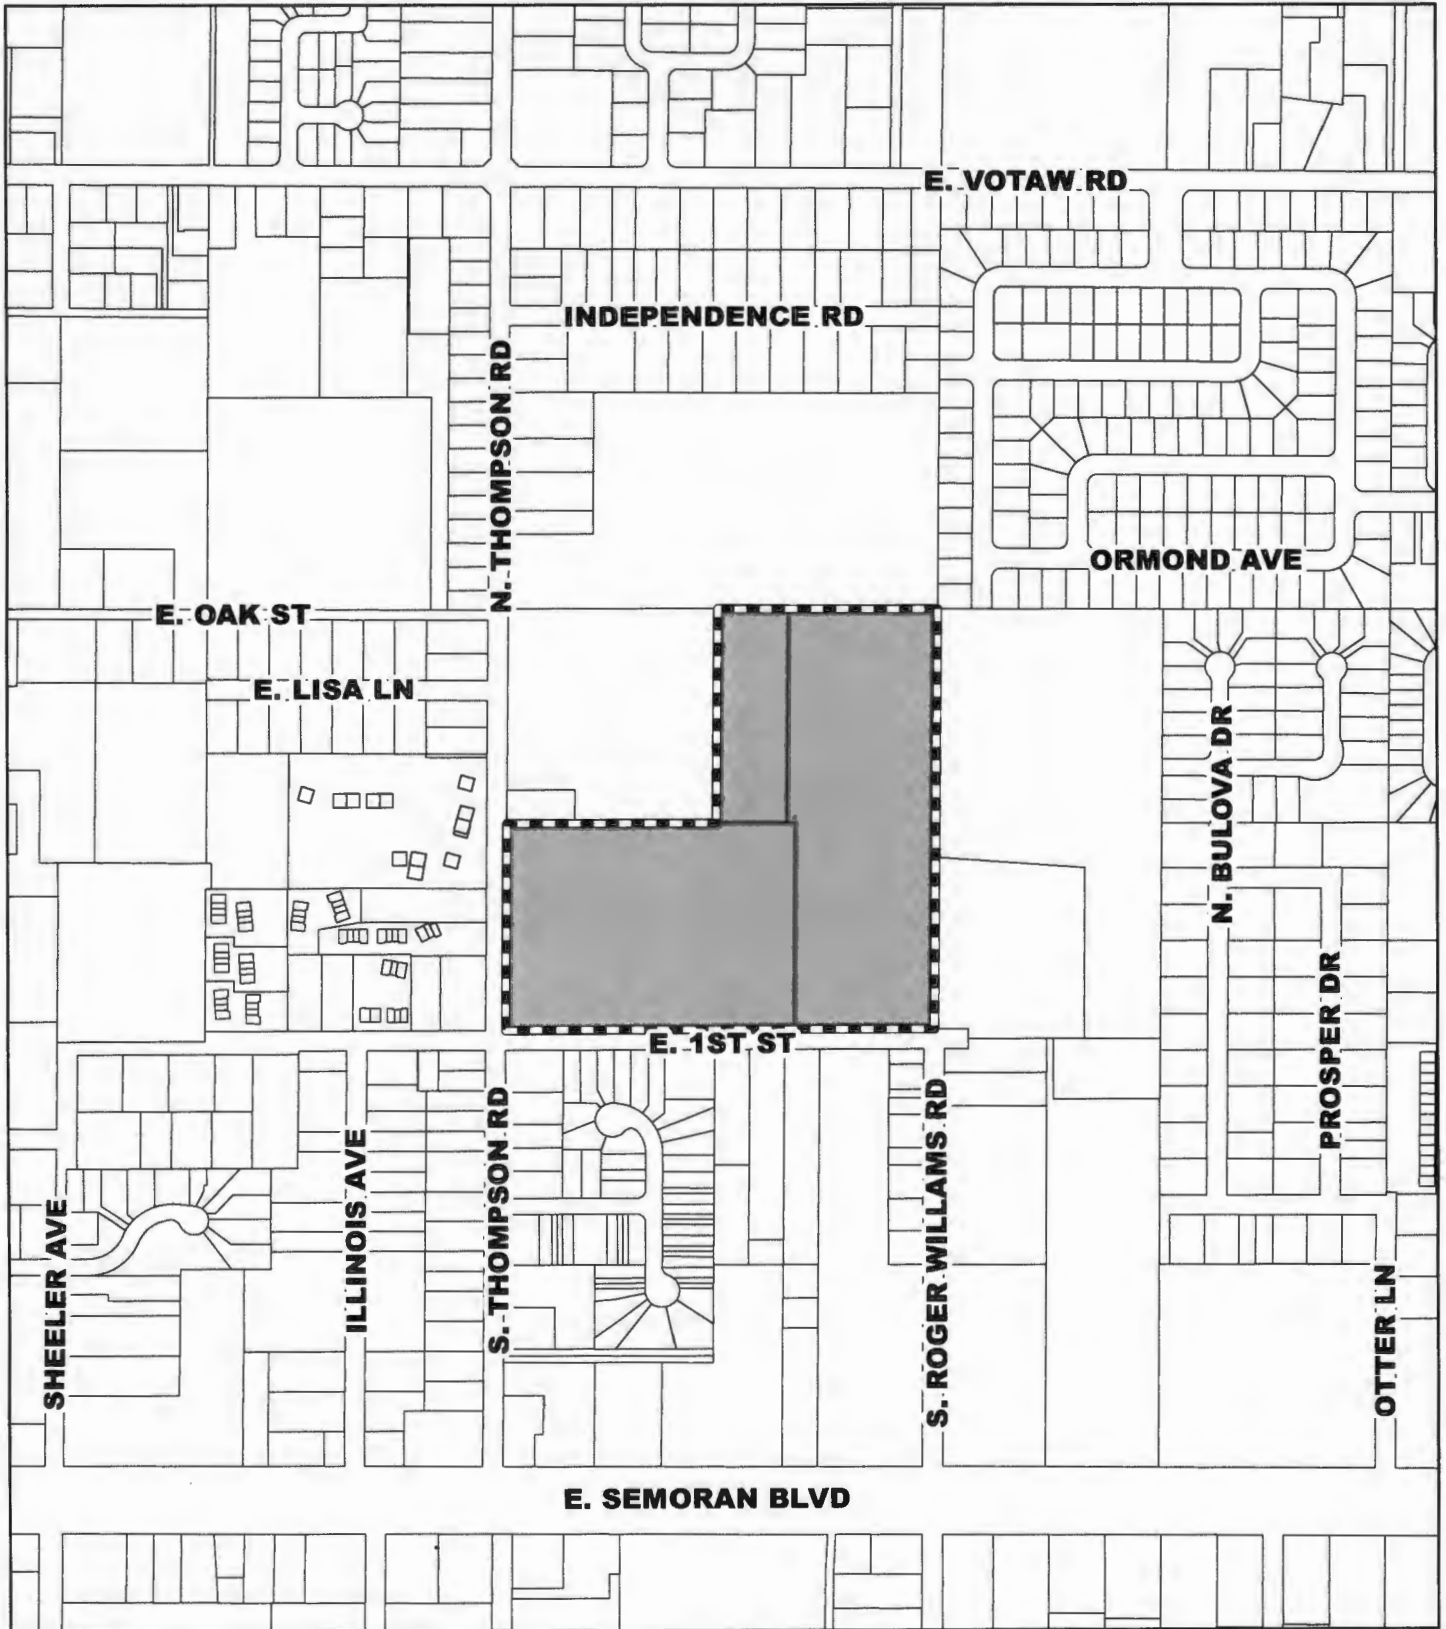 E. VOTAW RD
INDEPENDENCE RD
N. THOMPSON RD
ORMOND AVE
E. OAK ST
E. LISA LN
N. BULOVA DR
PROSPER DR
E. 1ST ST
S. THOMPSON RD
S. ROGER WILLAMS RD
ILLINOIS AVE
SHEELER AVE
OTTER LN
E. SEMORAN BLVD